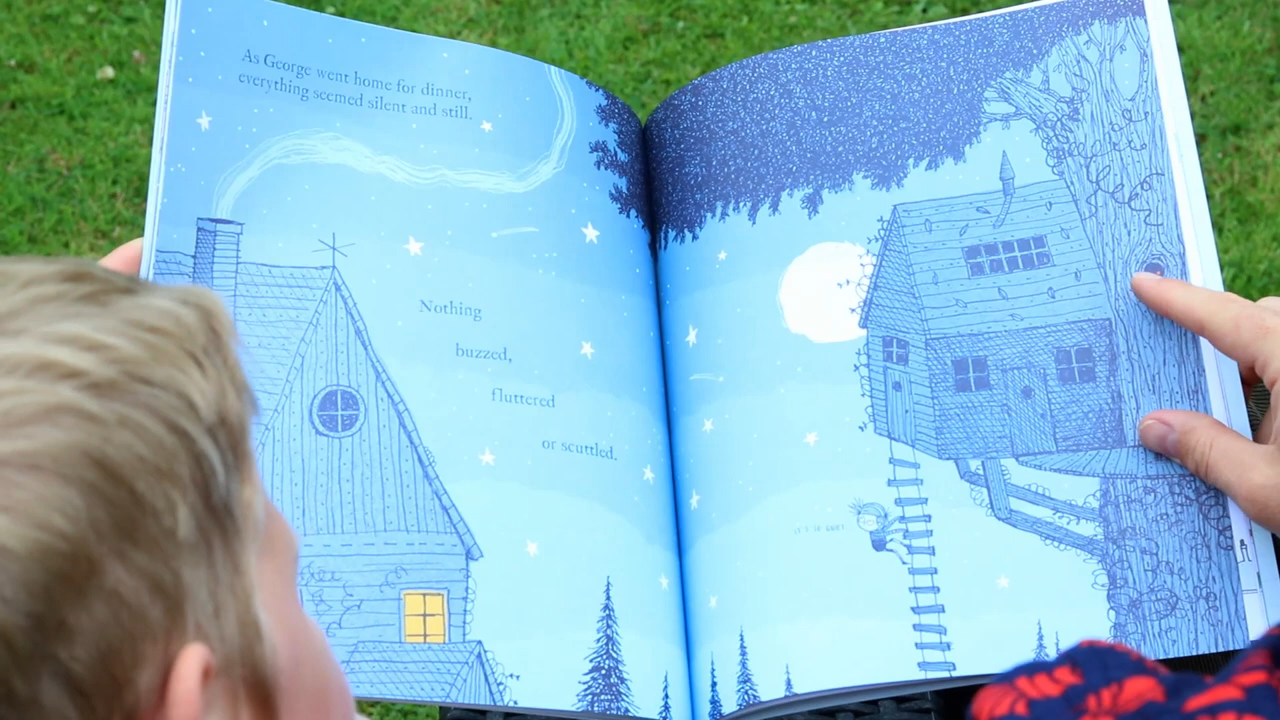 As George went home for dinner,
everything seemed silent and still.
Nothing
buzzed,
fluttered
or scuttled.